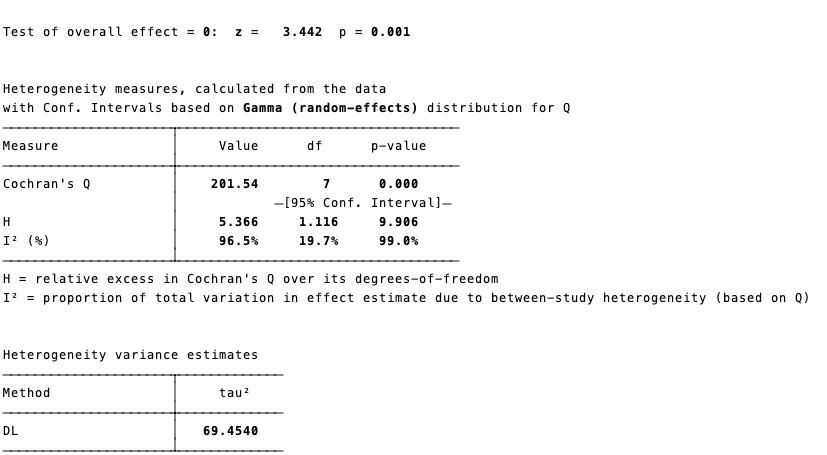 Test of overall effect = 0:  z =   3.442  p = 0.001
Heterogeneity measures, calculated from the data
with Conf. Intervals based on Gamma (random-effects) distribution for Q
Measure Value df p-value
Cochran's Q 201.54 7 0.000
—[95% Conf. Interval]—
H 5.366 1.116 9.906
I² (%) 96.5% 19.7% 99.0%
H = relative excess in Cochran's Q over its degrees-of-freedom
I² = proportion of total variation in effect estimate due to between-study heterogeneity (based on Q)
Heterogeneity variance estimates
Method tau²
DL 69.4540